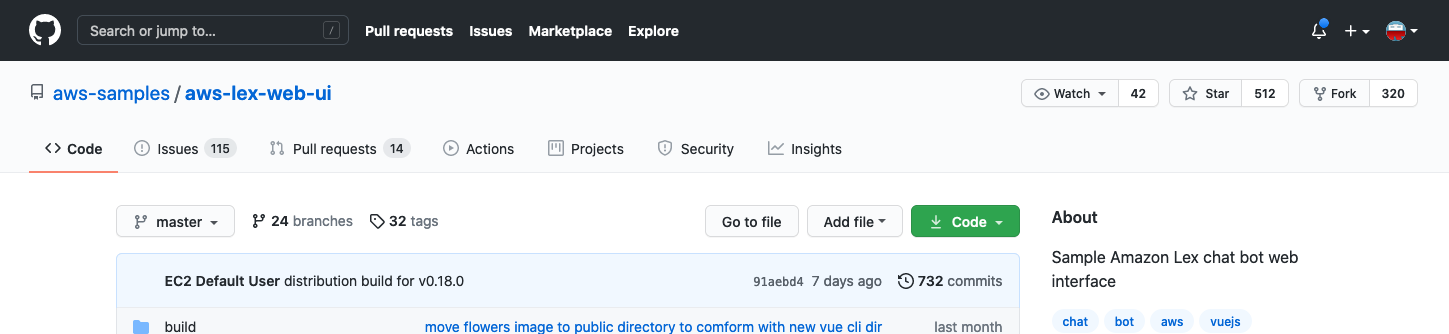 Search or jump to... / Pull requests Issues Marketplace Explore
aws-samples / aws-lex-web-ui Watch 42 Star 512 Fork 320
Code Issues 115 Pull requests 14 Actions Projects Security Insights
master 24 branches 32 tags Go to file Add file Code About
Sample Amazon Lex chat bot web
interface
EC2 Default User distribution build for v0.18.0 91aebd4 7 days ago 732 commits
build move flowers image to public directory to comform with new vue cli dir last month
chat bot aws vuejs